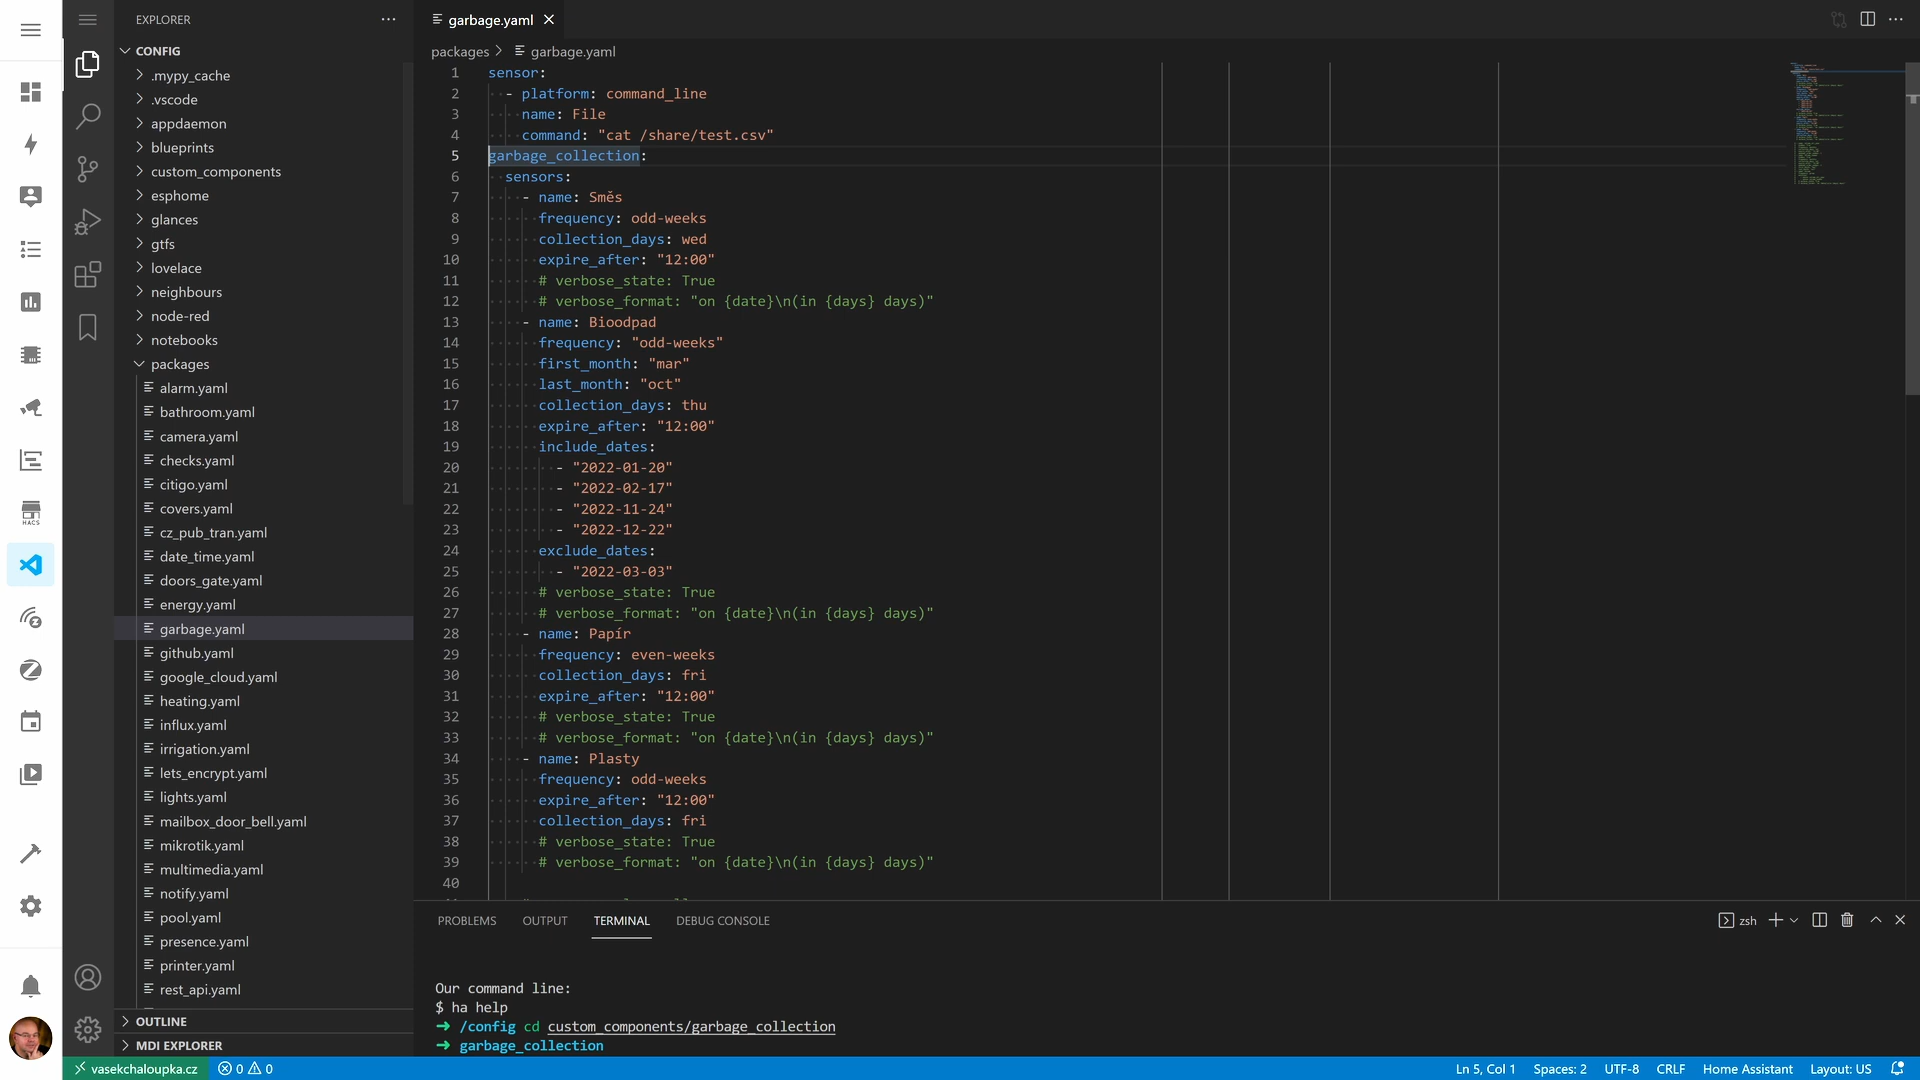 EXPLORER
CONFIG
.mypy_cache
.vscode
appdaemon
blueprints
custom_components
esphome
glances
gtfs
lovelace
neighbours
node-red
notebooks
packages
alarm.yaml
bathroom.yaml
camera.yaml
checks.yaml
citigo.yaml
covers.yaml
cz_pub_tran.yaml
date_time.yaml
doors_gate.yaml
energy.yaml
garbage.yaml
github.yaml
google_cloud.yaml
heating.yaml
influx.yaml
irrigation.yaml
lets_encrypt.yaml
lights.yaml
mailbox_door_bell.yaml
mikrotik.yaml
multimedia.yaml
notify.yaml
pool.yaml
presence.yaml
printer.yaml
rest_api.yaml
OUTLINE
MDI EXPLORER
HACS
garbage.yaml
packages > garbage.yaml
1 sensor:
2 - platform: command_line
3 name: File
4 command: "cat /share/test.csv"
5 garbage_collection:
6 sensors:
7 - name: Směs
8 frequency: odd-weeks
9 collection_days: wed
10 expire_after: "12:00"
11 # verbose_state: True
12 # verbose_format: "on {date}\n(in {days} days)"
13 - name: Bioodpad
14 frequency: "odd-weeks"
15 first_month: "mar"
16 last_month: "oct"
17 collection_days: thu
18 expire_after: "12:00"
19 include_dates:
20 - "2022-01-20"
21 - "2022-02-17"
22 - "2022-11-24"
23 - "2022-12-22"
24 exclude_dates:
25 - "2022-03-03"
26 # verbose_state: True
27 # verbose_format: "on {date}\n(in {days} days)"
28 - name: Papír
29 frequency: even-weeks
30 collection_days: fri
31 expire_after: "12:00"
32 # verbose_state: True
33 # verbose_format: "on {date}\n(in {days} days)"
34 - name: Plasty
35 frequency: odd-weeks
36 expire_after: "12:00"
37 collection_days: fri
38 # verbose_state: True
39 # verbose_format: "on {date}\n(in {days} days)"
40
PROBLEMS OUTPUT TERMINAL DEBUG CONSOLE
zsh
Our command line:
$ ha help
➜ /config cd custom_components/garbage_collection
➜ garbage_collection
vasekchaloupka.cz 0 0
Ln 5, Col 1 Spaces: 2 UTF-8 CRLF Home Assistant Layout: US